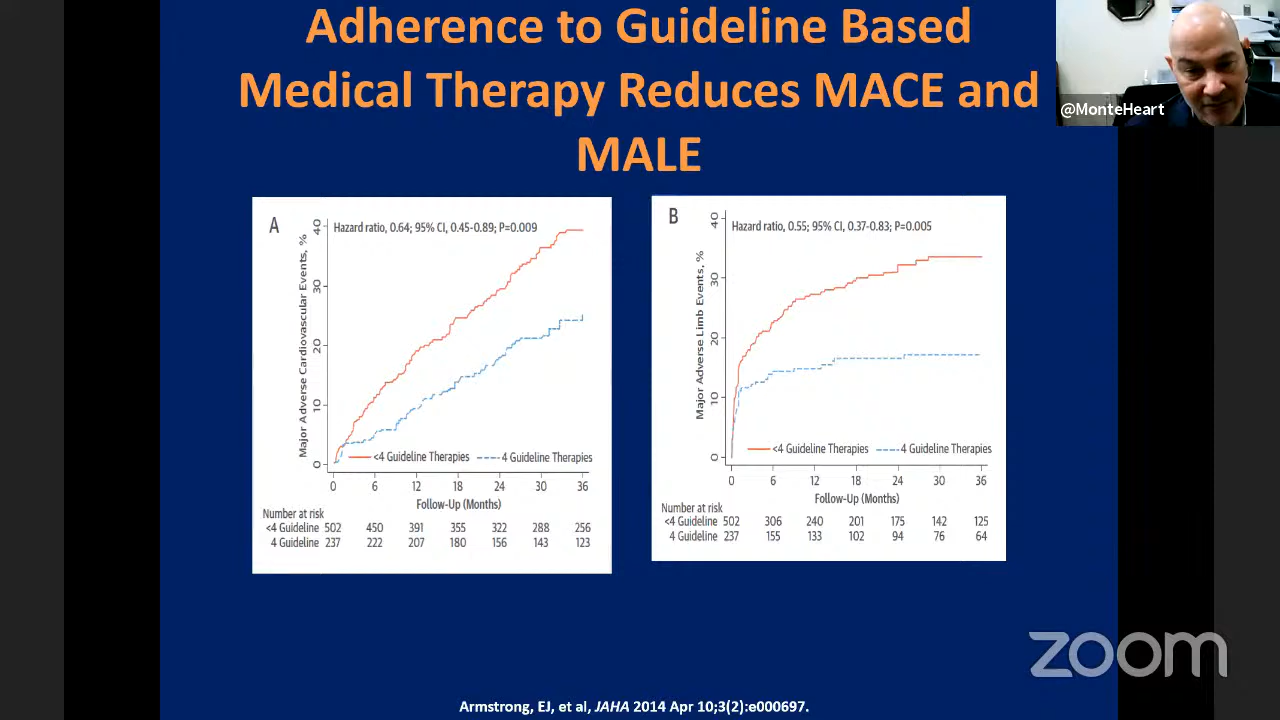 Adherence to Guideline Based
Medical Therapy Reduces MACE and
MALE
@MonteHeart
A
Hazard ratio, 0.64; 95% CI, 0.45-0.89; P=0.009
Major Adverse Cardiovascular Events, %
40
30
20
10
0
<4 Guideline Therapies
4 Guideline Therapies
0 6 12 18 24 30 36
Follow-Up (Months)
Number at risk
<4 Guideline 502 450 391 355 322 288 256
4 Guideline 237 222 207 180 156 143 123
B
Hazard ratio, 0.55; 95% CI, 0.37-0.83; P=0.005
Major Adverse Limb Events, %
40
30
20
10
0
<4 Guideline Therapies
4 Guideline Therapies
0 6 12 18 24 30 36
Follow-Up (Months)
Number at risk
<4 Guideline 502 306 240 201 175 142 125
4 Guideline 237 155 133 102 94 76 64
zoom
Armstrong, EJ, et al, JAHA 2014 Apr 10;3(2):e000697.